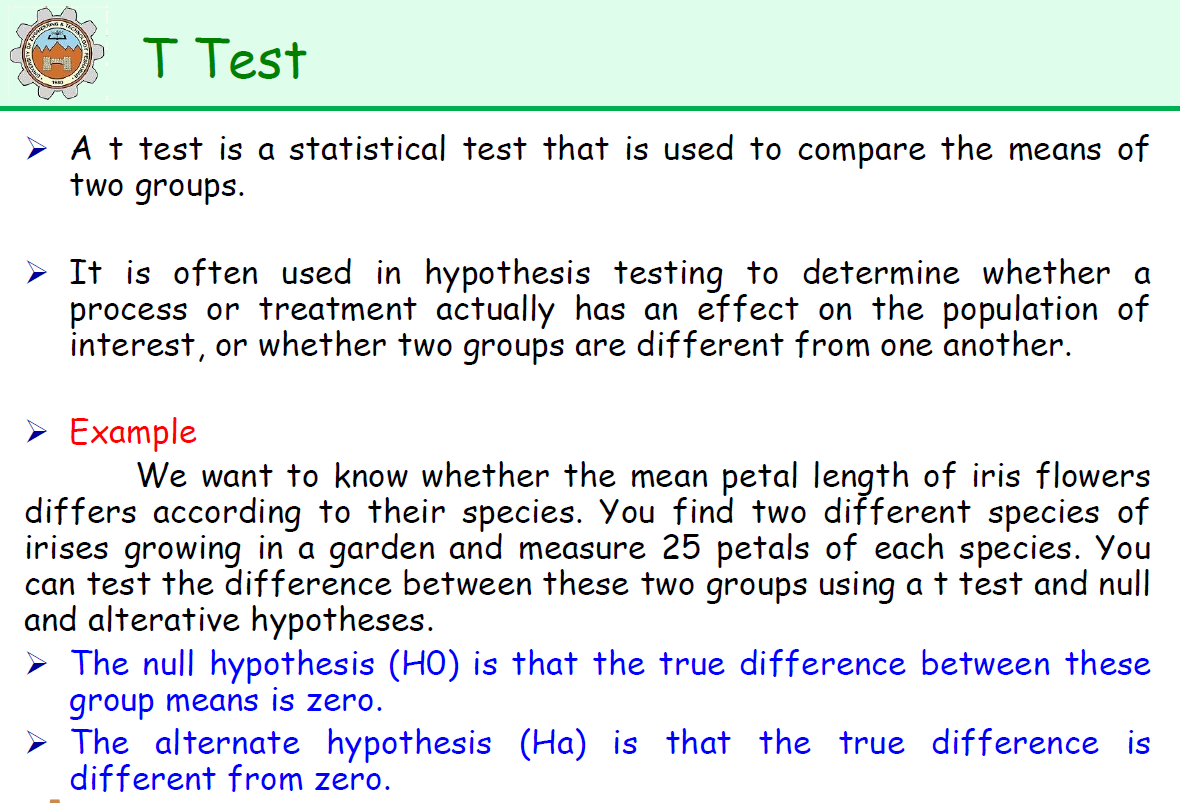 T Test
A t test is a statistical test that is used to compare the means of
two groups.
It is often used in hypothesis testing to determine whether a
process or treatment actually has an effect on the population of
interest, or whether two groups are different from one another.
Example
We want to know whether the mean petal length of iris flowers
differs according to their species. You find two different species of
irises growing in a garden and measure 25 petals of each species. You
can test the difference between these two groups using a t test and null
and alterative hypotheses.
The null hypothesis (H0) is that the true difference between these
group means is zero.
The alternate hypothesis (Ha) is that the true difference is
different from zero.